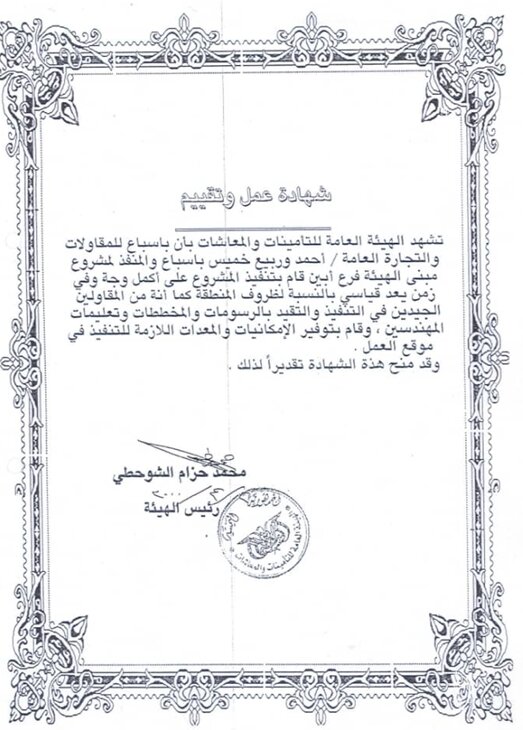 شهادة عمل وتقييم
تشهد الهيئة العامة للتامينات والمعاشات بأن باسباع للمقاولات
والتجارة العامة / أحمد وربيع خميس باسباع والمنفذ لمشروع
مبنى الهيئة فرع أبين قام بتنفيذ المشروع على أكمل وجة وفي
زمن يعد قياسي بالنسبة لظروف المنطقة كما أنة من المقاولين
الجيدين في التنفيذ والتقيد بالرسومات والمخططات وتعليمات
المهندسين ، وقام بتوفير الإمكانيات والمعدات اللازمة للتنفيذ في
موقع العمل .
وقد منح هذة الشهادة تقديراً لذلك .
محمد حزام الشوحطي
رئيس الهيئة